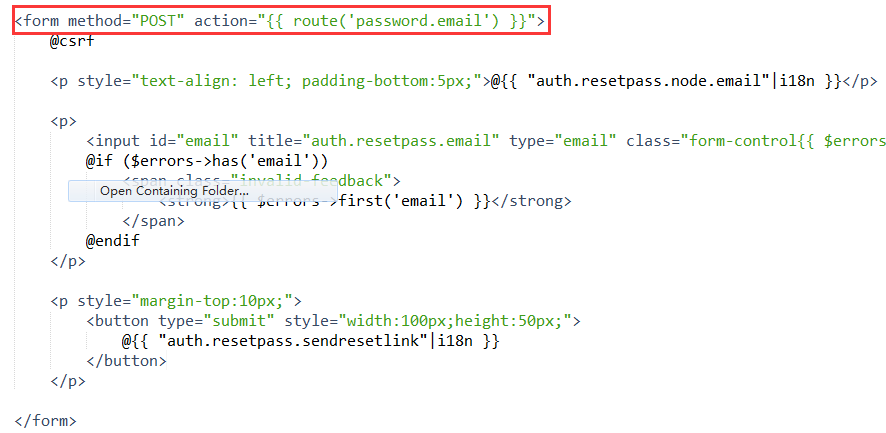 <form method="POST" action="{{ route('password.email') }}">
@csrf
<p style="text-align: left; padding-bottom:5px;">@{{ "auth.resetpass.node.email"|i18n }}</p>
<p>
<input id="email" title="auth.resetpass.email" type="email" class="form-control{{ $errors
@if ($errors->has('email'))
<span class="invalid-feedback">
Open Containing Folder...
<strong>{{ $errors->first('email') }}</strong>
</span>
@endif
</p>
<p style="margin-top:10px;">
<button type="submit" style="width:100px;height:50px;">
@{{ "auth.resetpass.sendresetlink"|i18n }}
</button>
</p>
</form>